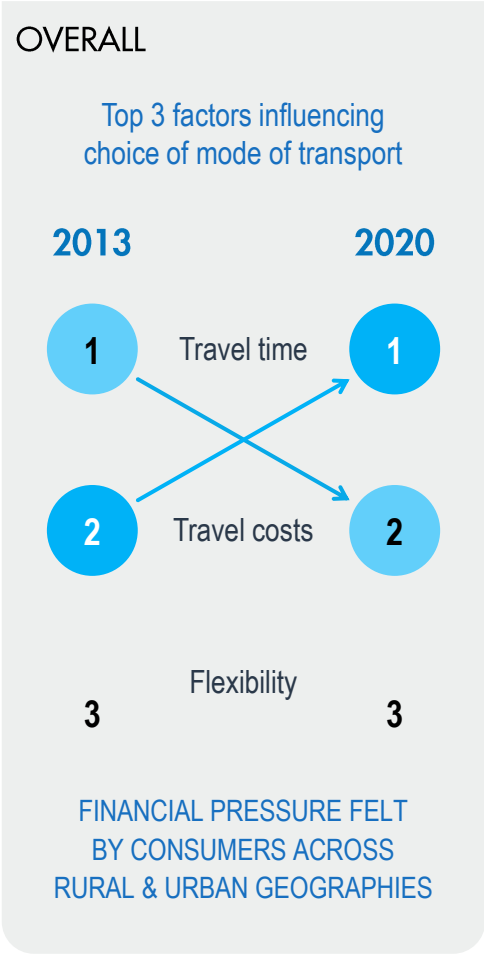 OVERALL
Top 3 factors influencing
choice of mode of transport
2013 2020
1 Travel time 1
2 Travel costs 2
Flexibility
3 3
FINANCIAL PRESSURE FELT
BY CONSUMERS ACROSS
RURAL & URBAN GEOGRAPHIES